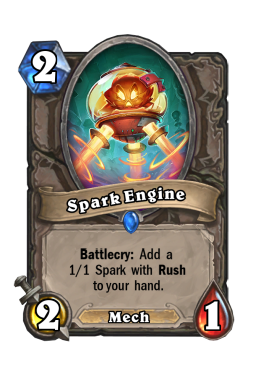 2
Spark Engine
Battlecry: Add a
1/1 Spark with Rush
to your hand.
2
Mech
1